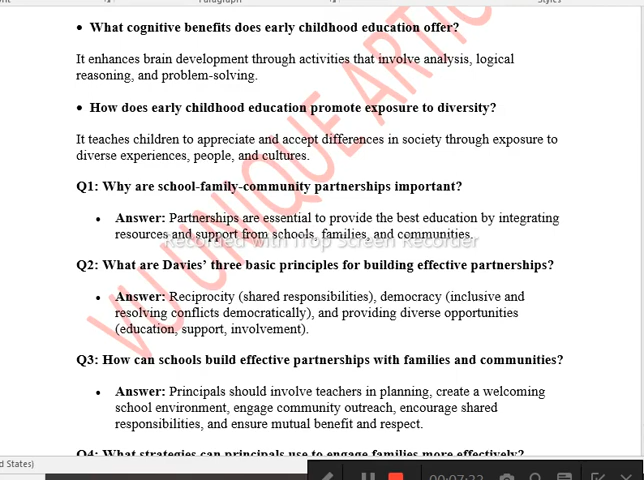 Paragraph
Styles
• What cognitive benefits does early childhood education offer?
It enhances brain development through activities that involve analysis, logical
reasoning, and problem-solving.
• How does early childhood education promote exposure to diversity?
It teaches children to appreciate and accept differences in society through exposure to
diverse experiences, people, and cultures.
Q1: Why are school-family-community partnerships important?
• Answer: Partnerships are essential to provide the best education by integrating
resources and support from schools, families, and communities.
Recorded with iTop Screen Recorder
Q2: What are Davies’ three basic principles for building effective partnerships?
• Answer: Reciprocity (shared responsibilities), democracy (inclusive and
resolving conflicts democratically), and providing diverse opportunities
(education, support, involvement).
Q3: How can schools build effective partnerships with families and communities?
• Answer: Principals should involve teachers in planning, create a welcoming
school environment, engage community outreach, encourage shared
responsibilities, and ensure mutual benefit and respect.
Q4: What strategies can principals use to engage families more effectively?
VU UNIQUE ARTIC
d States)
00:07:22